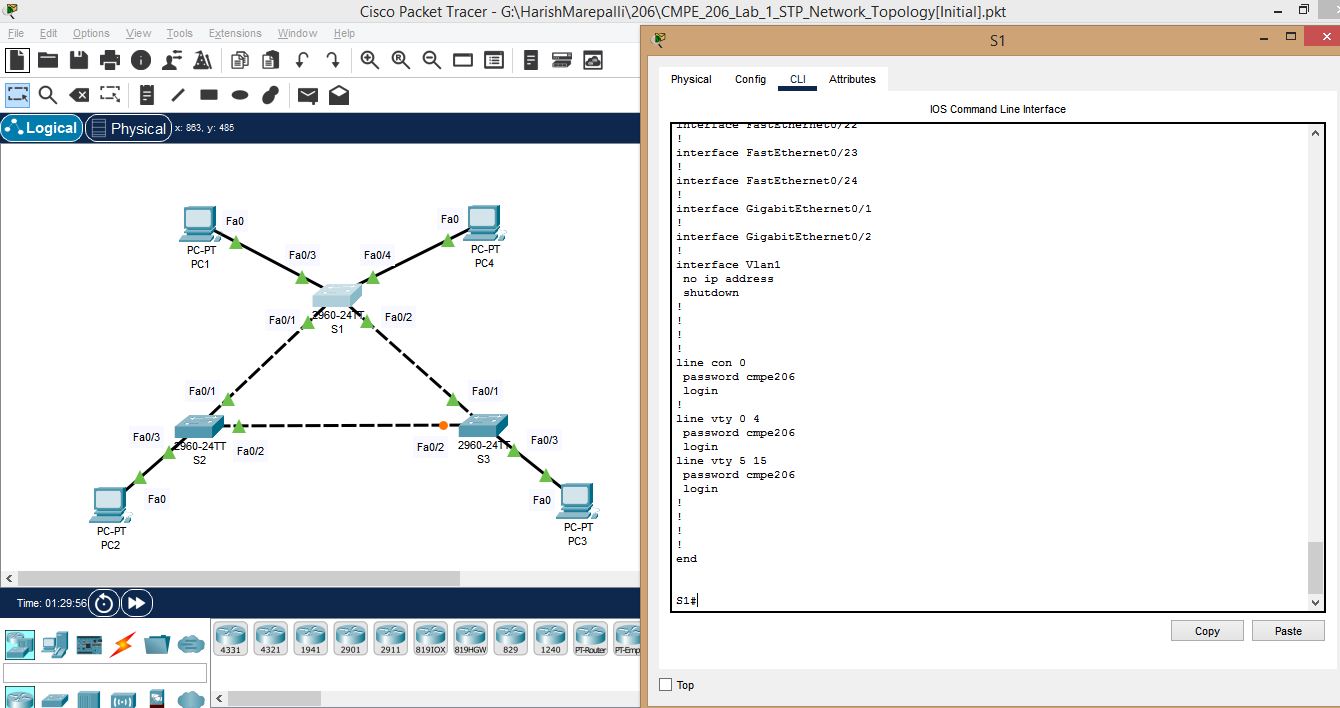 Cisco Packet Tracer - G:\HarishMarepalli\206\CMPE_206_Lab_1_STP_Network_Topology[Initial].pkt
File Edit Options View Tools Extensions Window Help
Logical Physical x: 863, y: 485
Fa0
PC-PT
PC1
Fa0
PC-PT
PC4
Fa0/3
Fa0/4
2960-24TT
S1
Fa0/1
Fa0/2
Fa0/1
Fa0/1
Fa0/3
2960-24TT
S2
Fa0/2
Fa0/2
2960-24TT
S3
Fa0/3
Fa0
PC-PT
PC2
Fa0
PC-PT
PC3
Time: 01:29:56
4331 4321 1941 2901 2911 819IOX 819HGW 829 1240 PT-Router PT-Emp
S1
Physical Config CLI Attributes
IOS Command Line Interface
interface FastEthernet0/22
!
interface FastEthernet0/23
!
interface FastEthernet0/24
!
interface GigabitEthernet0/1
!
interface GigabitEthernet0/2
!
interface Vlan1
no ip address
shutdown
!
!
!
!
line con 0
password cmpe206
login
!
line vty 0 4
password cmpe206
login
line vty 5 15
password cmpe206
login
!
!
!
!
end
S1#
Copy Paste
Top